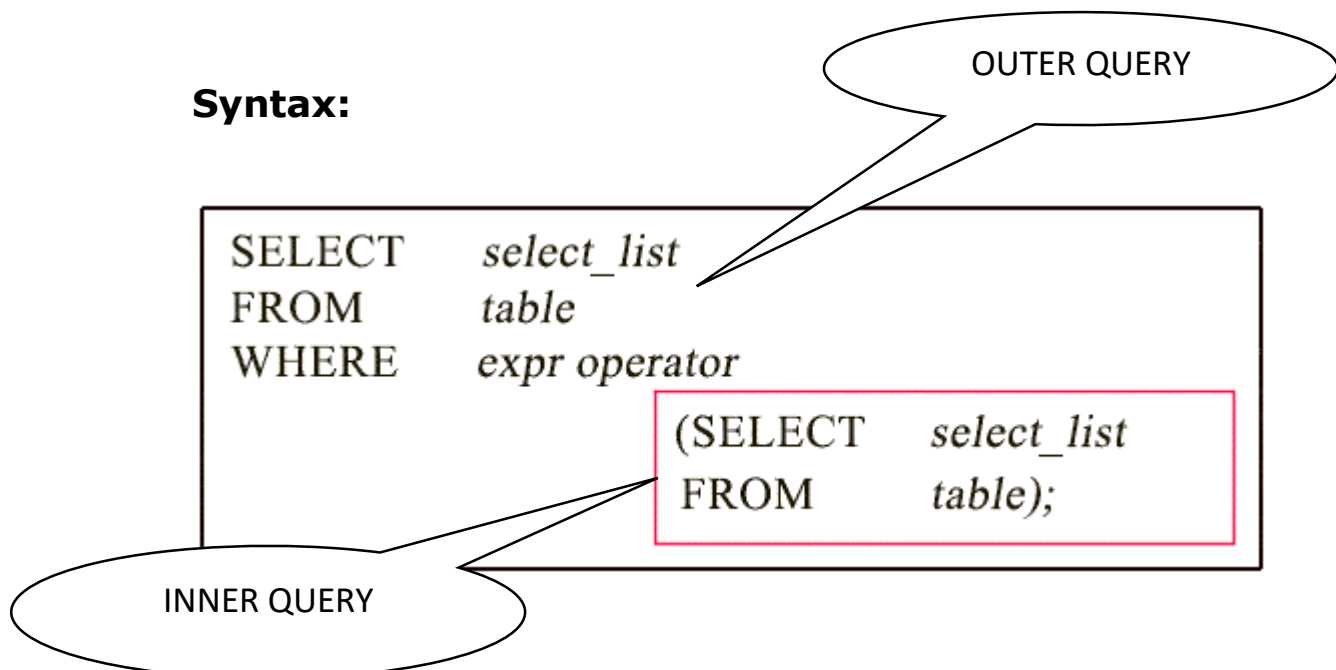 OUTER QUERY
Syntax:
SELECT select_list
FROM table
WHERE expr operator
(SELECT select_list
FROM table);
INNER QUERY